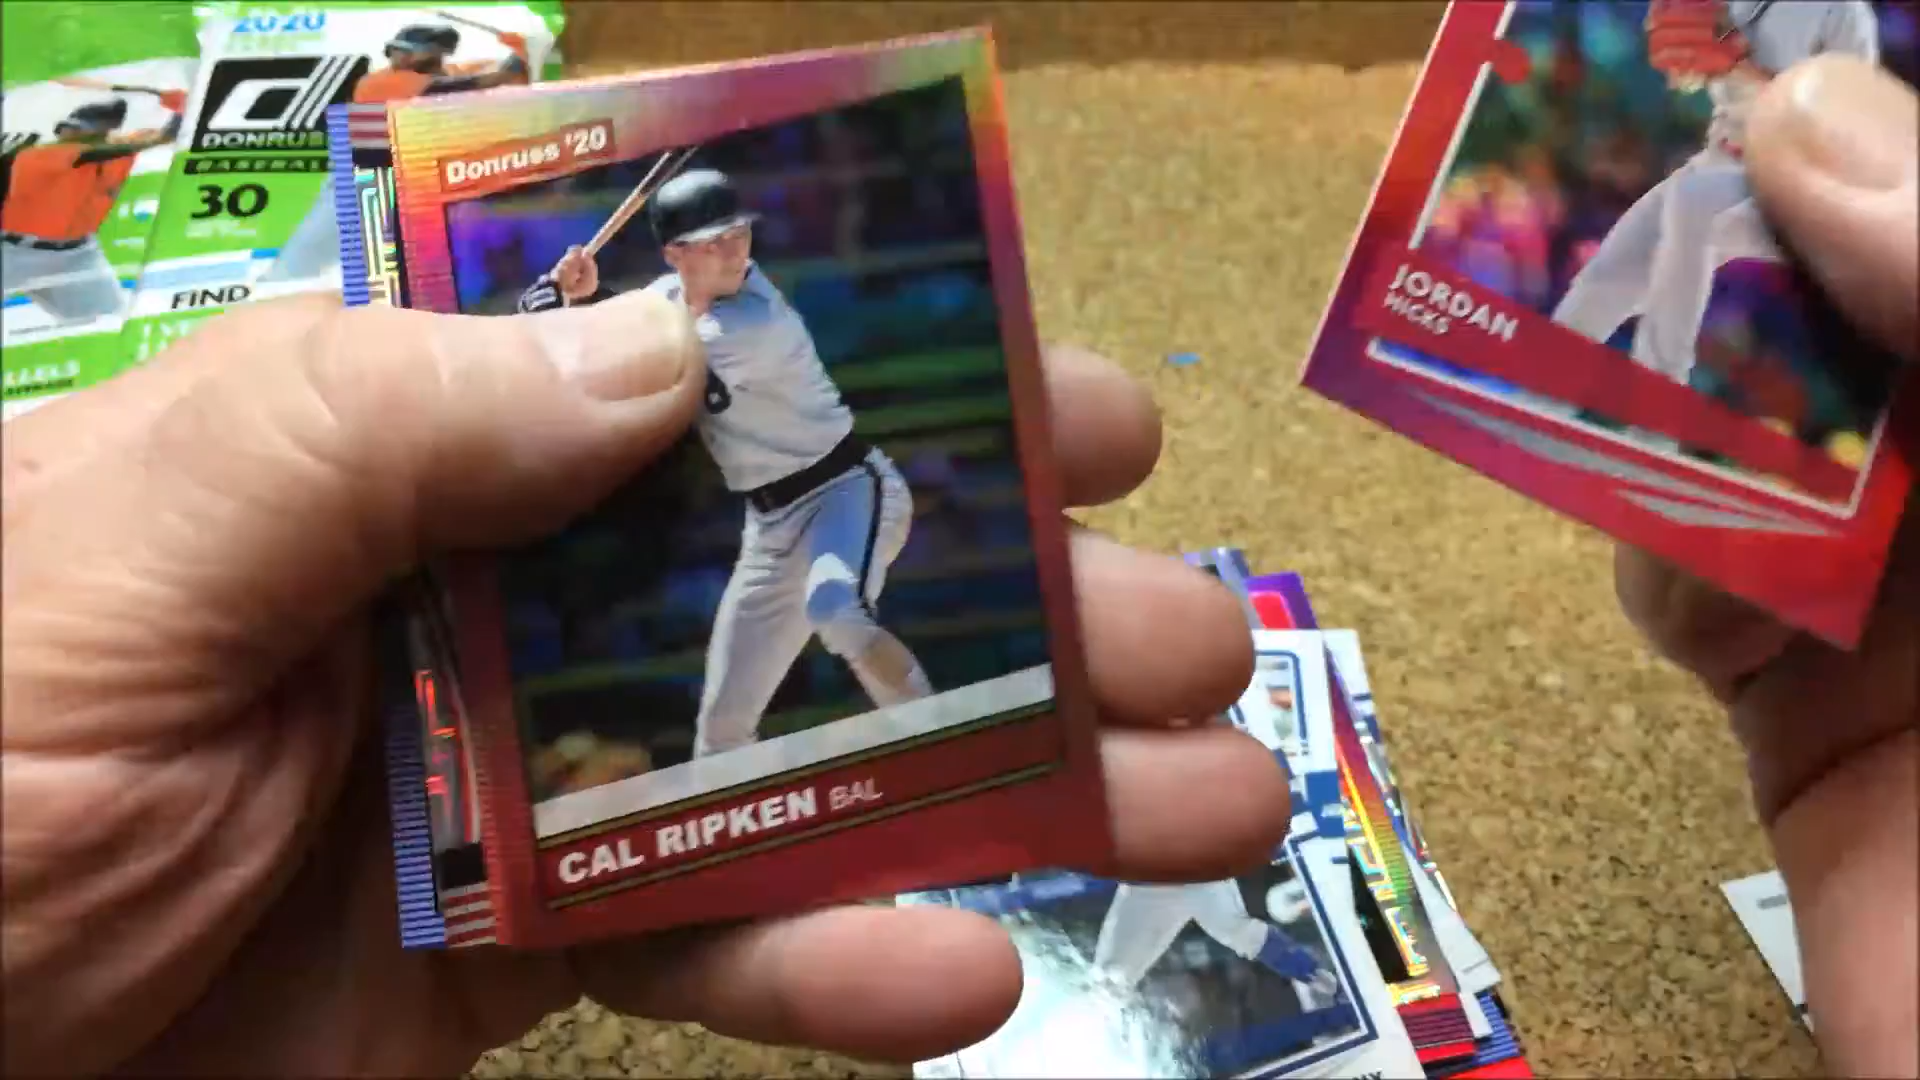 2020
DONRUSS
BASEBALL
30
FIND
Donruss '20
CAL RIPKEN BAL
JORDAN
HICKS